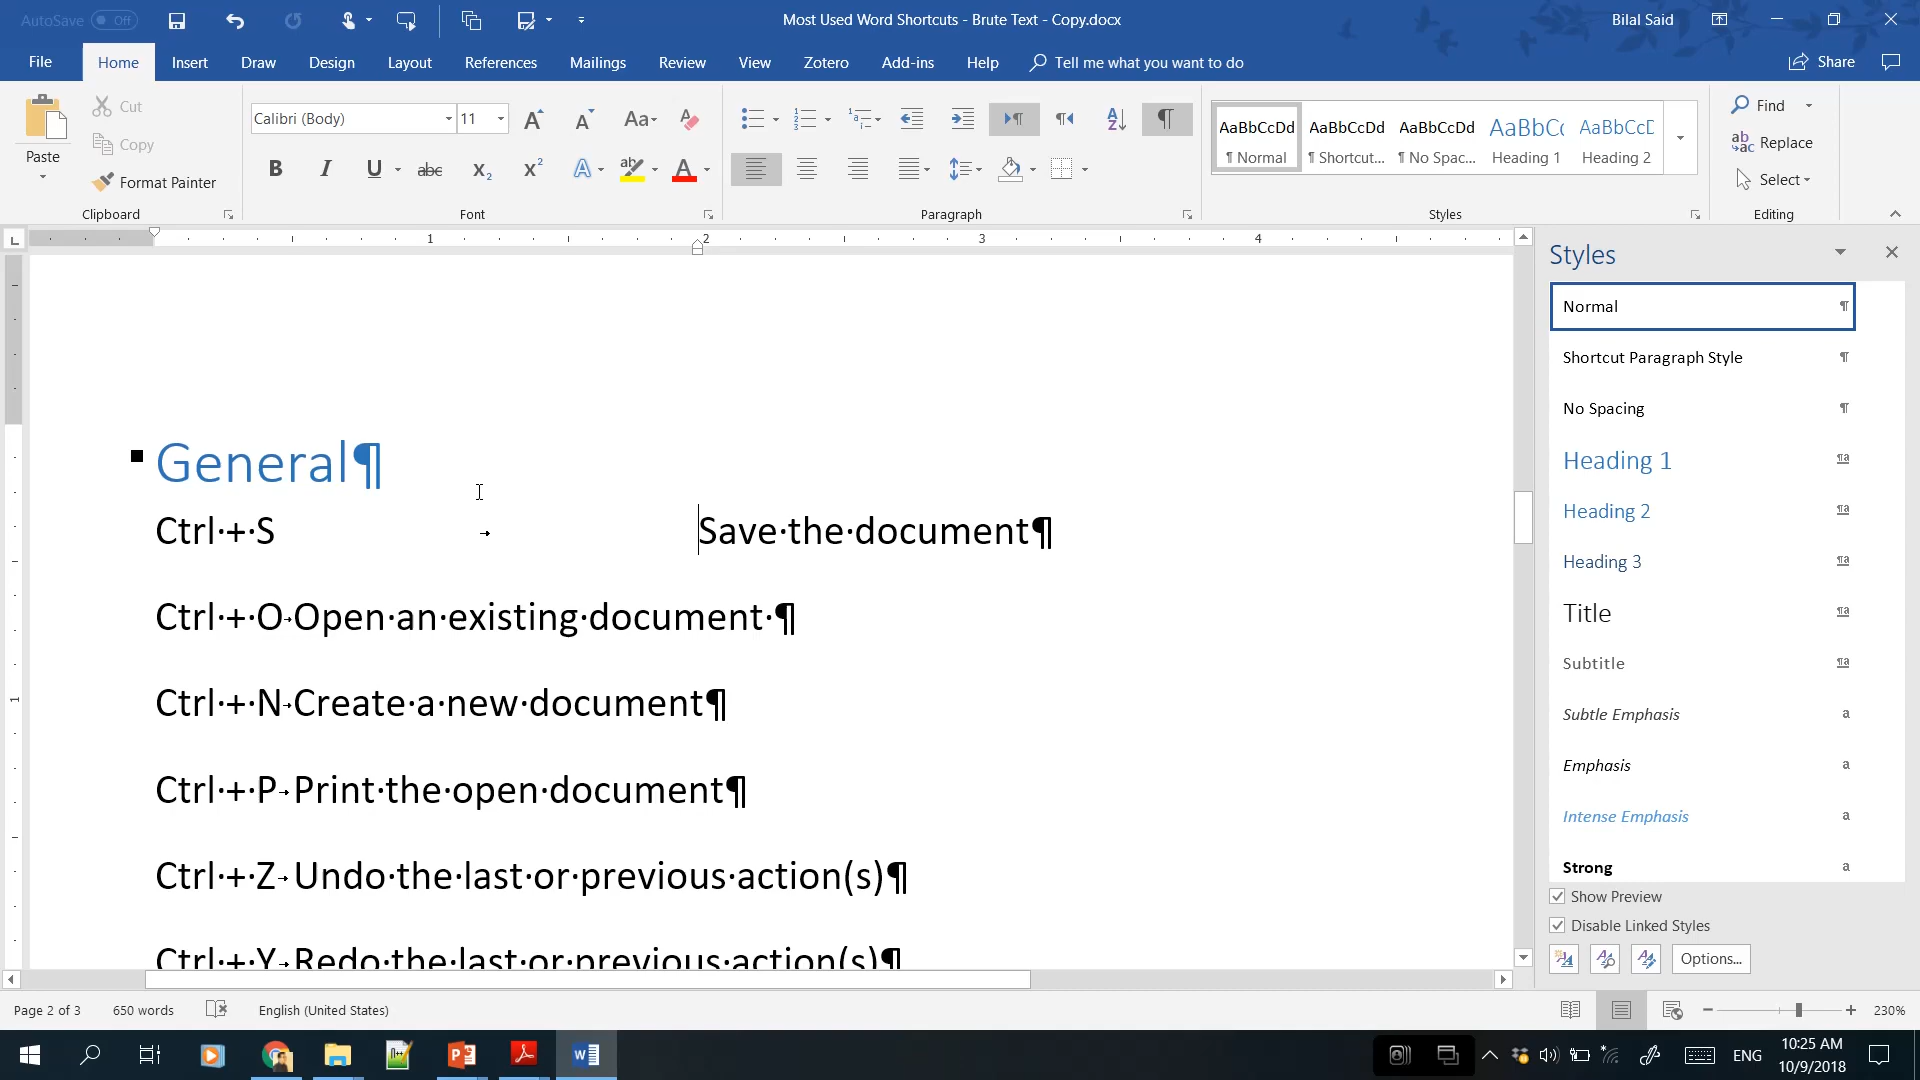 AutoSave Off
Most Used Word Shortcuts - Brute Text - Copy.docx
Bilal Said
File Home Insert Draw Design Layout References Mailings Review View Zotero Add-ins Help Tell me what you want to do Share
Paste
Cut
Copy
Format Painter
Clipboard
Calibri (Body) 11
Font
Paragraph
AaBbCcDd AaBbCcDd AaBbCcDd AaBbCc AaBbCcD
¶ Normal ¶ Shortcut... ¶ No Spac... Heading 1 Heading 2
Styles
Find
Replace
Select
Editing
1 2 3 4
General¶
Ctrl·+·S → Save·the·document¶
Ctrl·+·O→Open·an·existing·document·¶
Ctrl·+·N→Create·a·new·document¶
Ctrl·+·P→Print·the·open·document¶
Ctrl·+·Z→Undo·the·last·or·previous·action(s)¶
Ctrl·+·Y→Redo·the·last·or·previous·action(s)¶
1
Styles
Normal ¶
Shortcut Paragraph Style ¶
No Spacing ¶
Heading 1 ¶a
Heading 2 ¶a
Heading 3 ¶a
Title ¶a
Subtitle ¶a
Subtle Emphasis a
Emphasis a
Intense Emphasis a
Strong a
Show Preview
Disable Linked Styles
Options...
Page 2 of 3 650 words English (United States) 230%
ENG
10:25 AM
10/9/2018